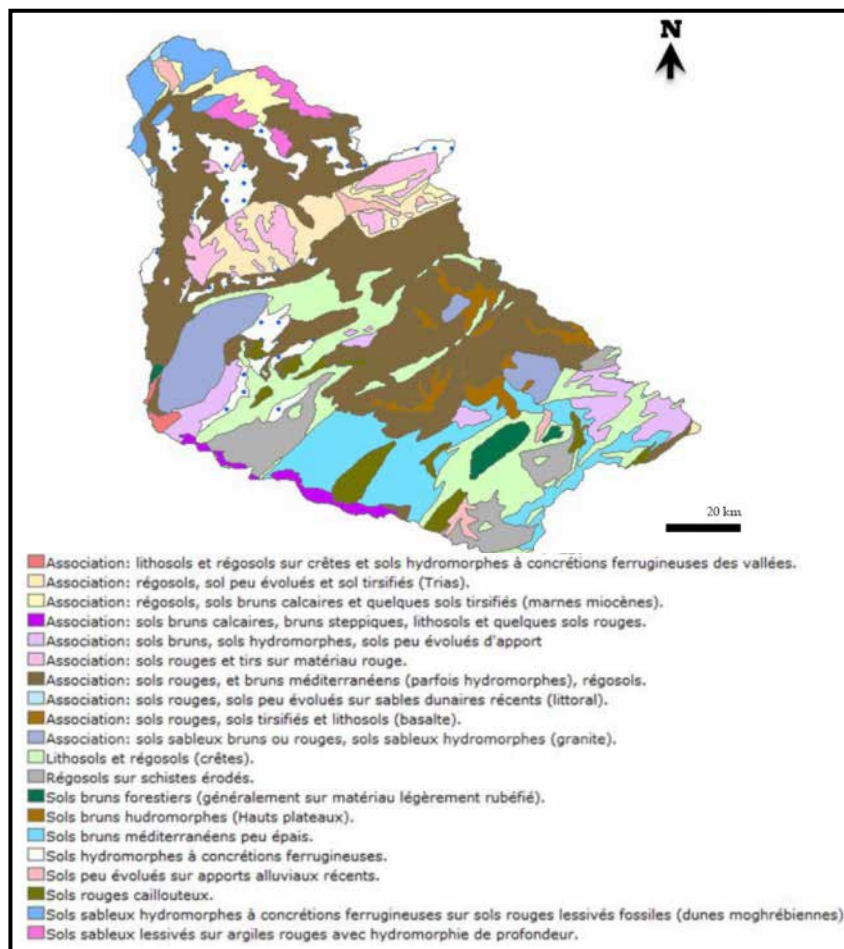 N
20 km
Association: lithosols et régosols sur crêtes et sols hydromorphes à concrétions ferrugineuses des vallées.
Association: régosols, sol peu évolués et sol tirsifiés (Trias).
Association: régosols, sols bruns calcaires et quelques sols tirsifiés (marnes miocènes).
Association: sols bruns calcaires, bruns steppiques, lithosols et quelques sols rouges.
Association: sols bruns, sols hydromorphes, sols peu évolués d'apport
Association: sols rouges et tirs sur matériau rouge.
Association: sols rouges, et bruns méditerranéens (parfois hydromorphes), régosols.
Association: sols rouges, sols peu évolués sur sables dunaires récents (littoral).
Association: sols rouges, sols tirsifiés et lithosols (basalte).
Association: sols sableux bruns ou rouges, sols sableux hydromorphes (granite).
Lithosols et régosols (crêtes).
Régosols sur schistes érodés.
Sols bruns forestiers (généralement sur matériau légèrement rubéfié).
Sols bruns hudromorphes (Hauts plateaux).
Sols bruns méditerranéens peu épais.
Sols hydromorphes à concrétions ferrugineuses.
Sols peu évolués sur apports alluviaux récents.
Sols rouges caillouteux.
Sols sableux hydromorphes à concrétions ferrugineuses sur sols rouges lessivés fossiles (dunes moghrébiennes)
Sols sableux lessivés sur argiles rouges avec hydromorphie de profondeur.